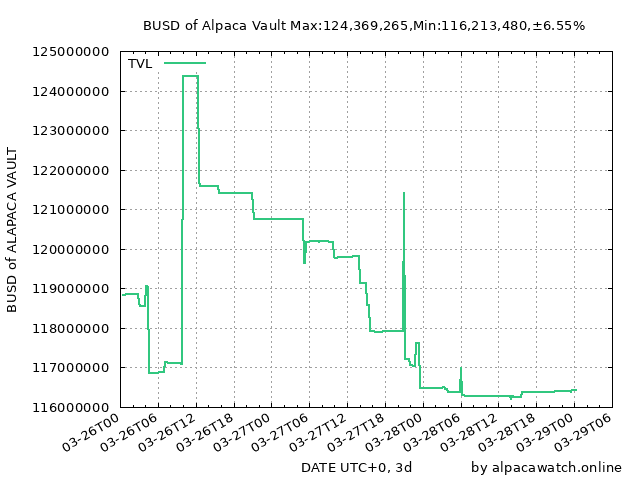 BUSD of Alpaca Vault Max:124,369,265,Min:116,213,480,±6.55%
TVL
125000000
124000000
123000000
122000000
121000000
120000000
119000000
118000000
117000000
116000000
BUSD of ALAPACA VAULT
03-26T00
03-26T06
03-26T12
03-26T18
03-27T00
03-27T06
03-27T12
03-27T18
03-28T00
03-28T06
03-28T12
03-28T18
03-29T00
03-29T06
DATE UTC+0, 3d
by alpacawatch.online